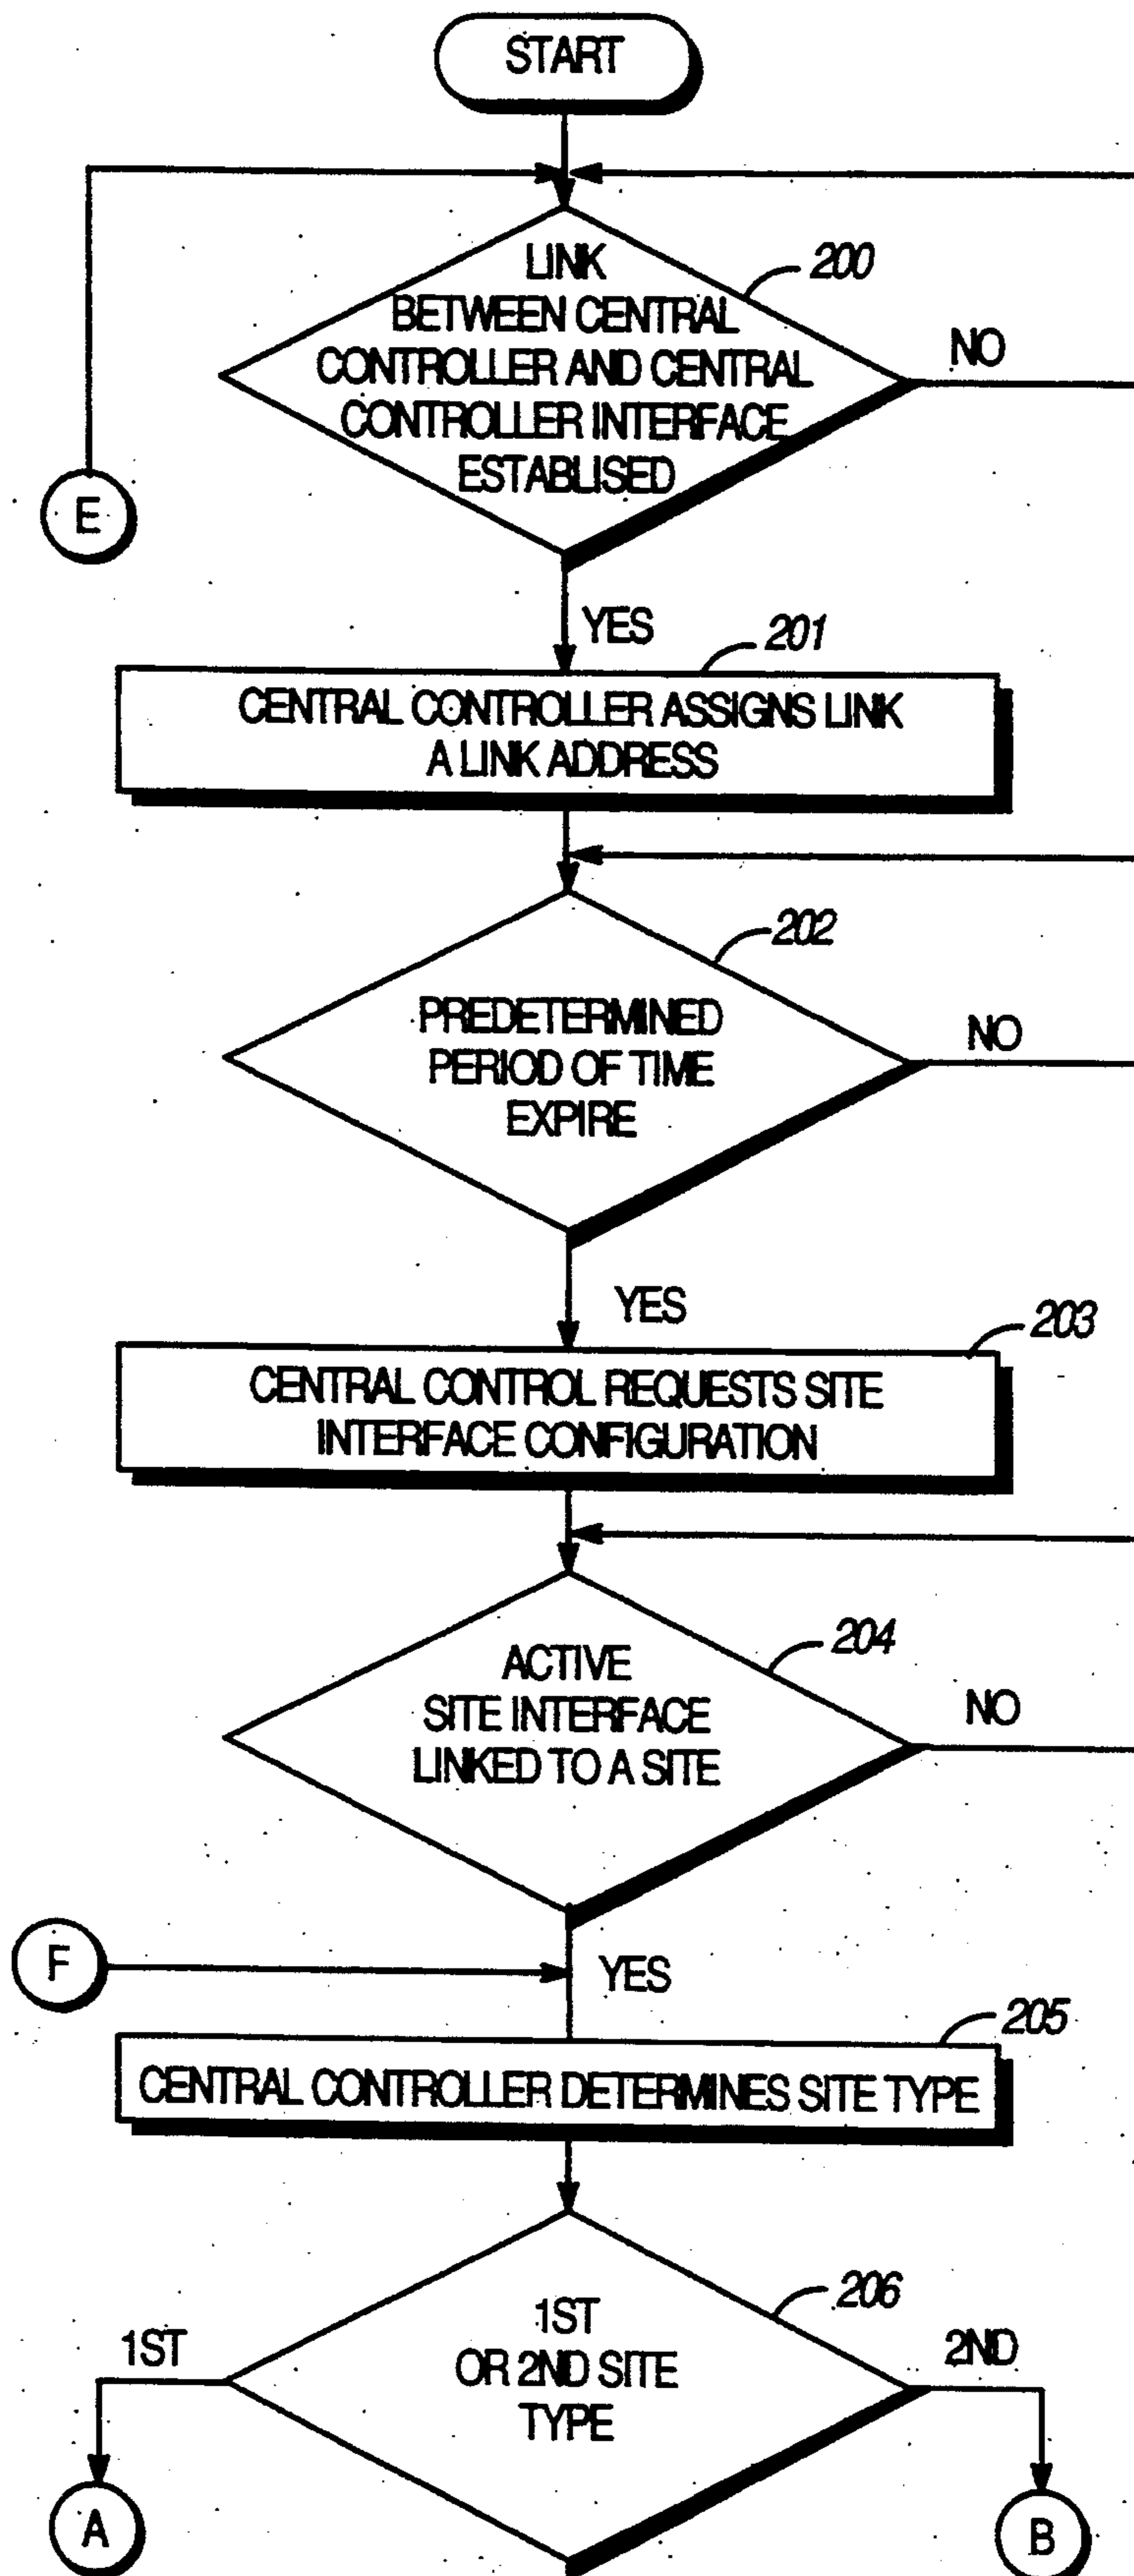 START
200
LINK
BETWEEN CENTRAL
CONTROLLER AND CENTRAL
CONTROLLER INTERFACE
ESTABLISED
NO
E
YES
201
CENTRAL CONTROLLER ASSIGNS LINK
A LINK ADDRESS
202
PREDETERMINED
PERIOD OF TIME
EXPIRE
NO
YES
203
CENTRAL CONTROL REQUESTS SITE
INTERFACE CONFIGURATION
204
ACTIVE
SITE INTERFACE
LINKED TO A SITE
NO
F
YES
205
CENTRAL CONTROLLER DETERMINES SITE TYPE
206
1ST
OR 2ND SITE
TYPE
1ST
2ND
A
B